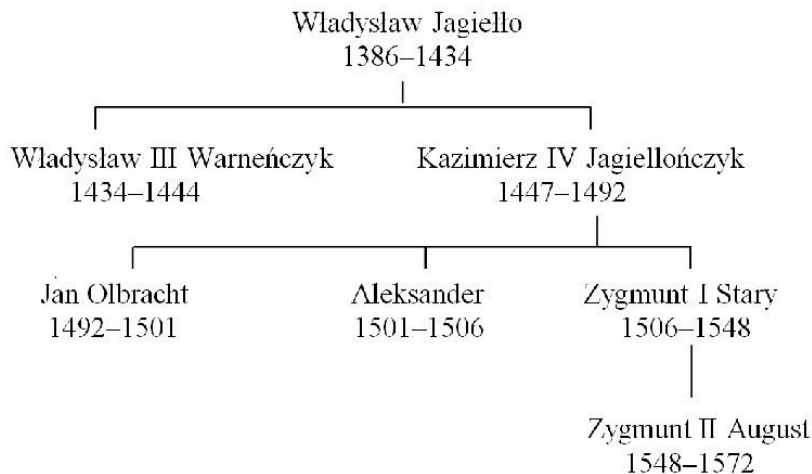 Władysław Jagiełło
1386–1434
Władysław III Warneńczyk
1434–1444
Kazimierz IV Jagiellończyk
1447–1492
Jan Olbracht
1492–1501
Aleksander
1501–1506
Zygmunt I Stary
1506–1548
Zygmunt II August
1548–1572